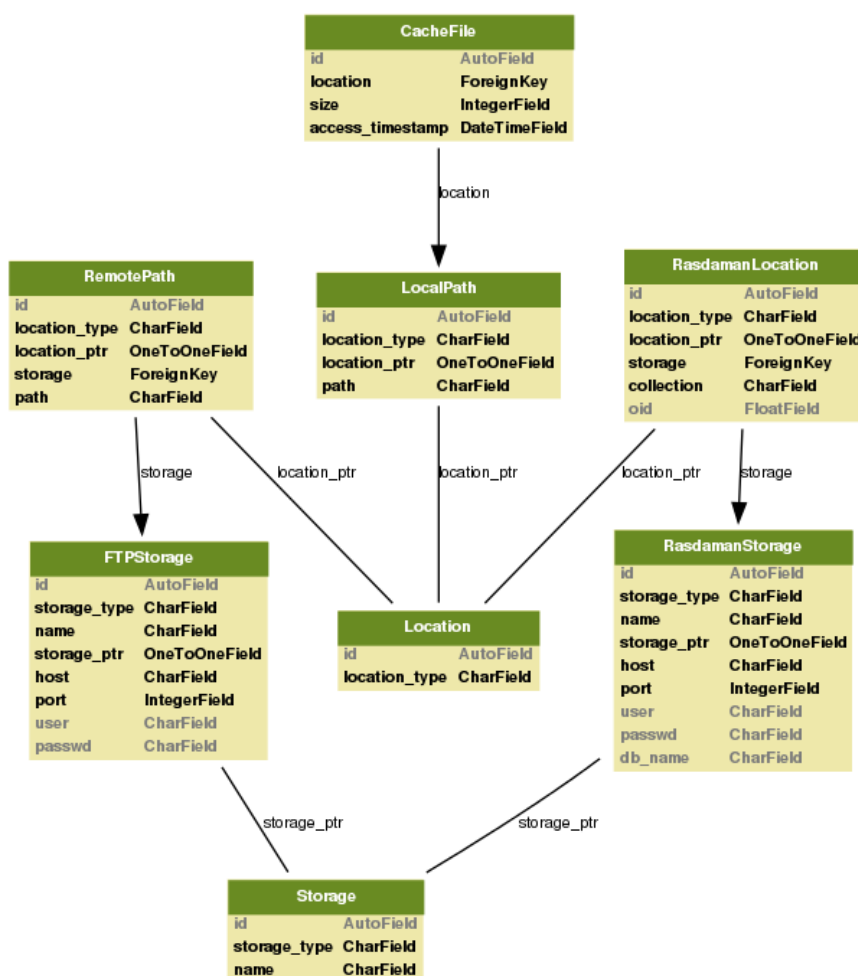 CacheFile
id AutoField
location ForeignKey
size IntegerField
access_timestamp DateTimeField
location
RemotePath
id AutoField
location_type CharField
location_ptr OneToOneField
storage ForeignKey
path CharField
LocalPath
id AutoField
location_type CharField
location_ptr OneToOneField
path CharField
RasdamanLocation
id AutoField
location_type CharField
location_ptr OneToOneField
storage ForeignKey
collection CharField
oid FloatField
storage
location_ptr
location_ptr
location_ptr
storage
FTPStorage
id AutoField
storage_type CharField
name CharField
storage_ptr OneToOneField
host CharField
port IntegerField
user CharField
passwd CharField
Location
id AutoField
location_type CharField
RasdamanStorage
id AutoField
storage_type CharField
name CharField
storage_ptr OneToOneField
host CharField
port IntegerField
user CharField
passwd CharField
db_name CharField
storage_ptr
storage_ptr
Storage
id AutoField
storage_type CharField
name CharField